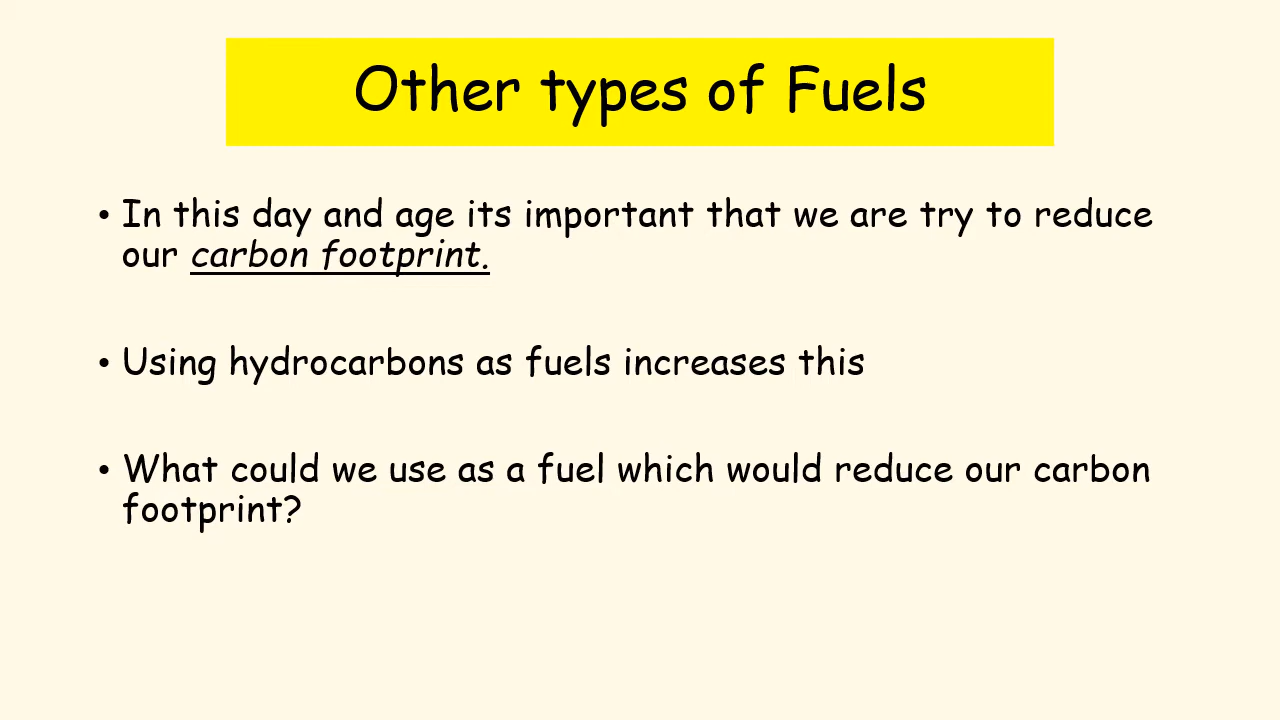 Other types of Fuels
• In this day and age its important that we are try to reduce
our carbon footprint.
• Using hydrocarbons as fuels increases this
• What could we use as a fuel which would reduce our carbon
footprint?